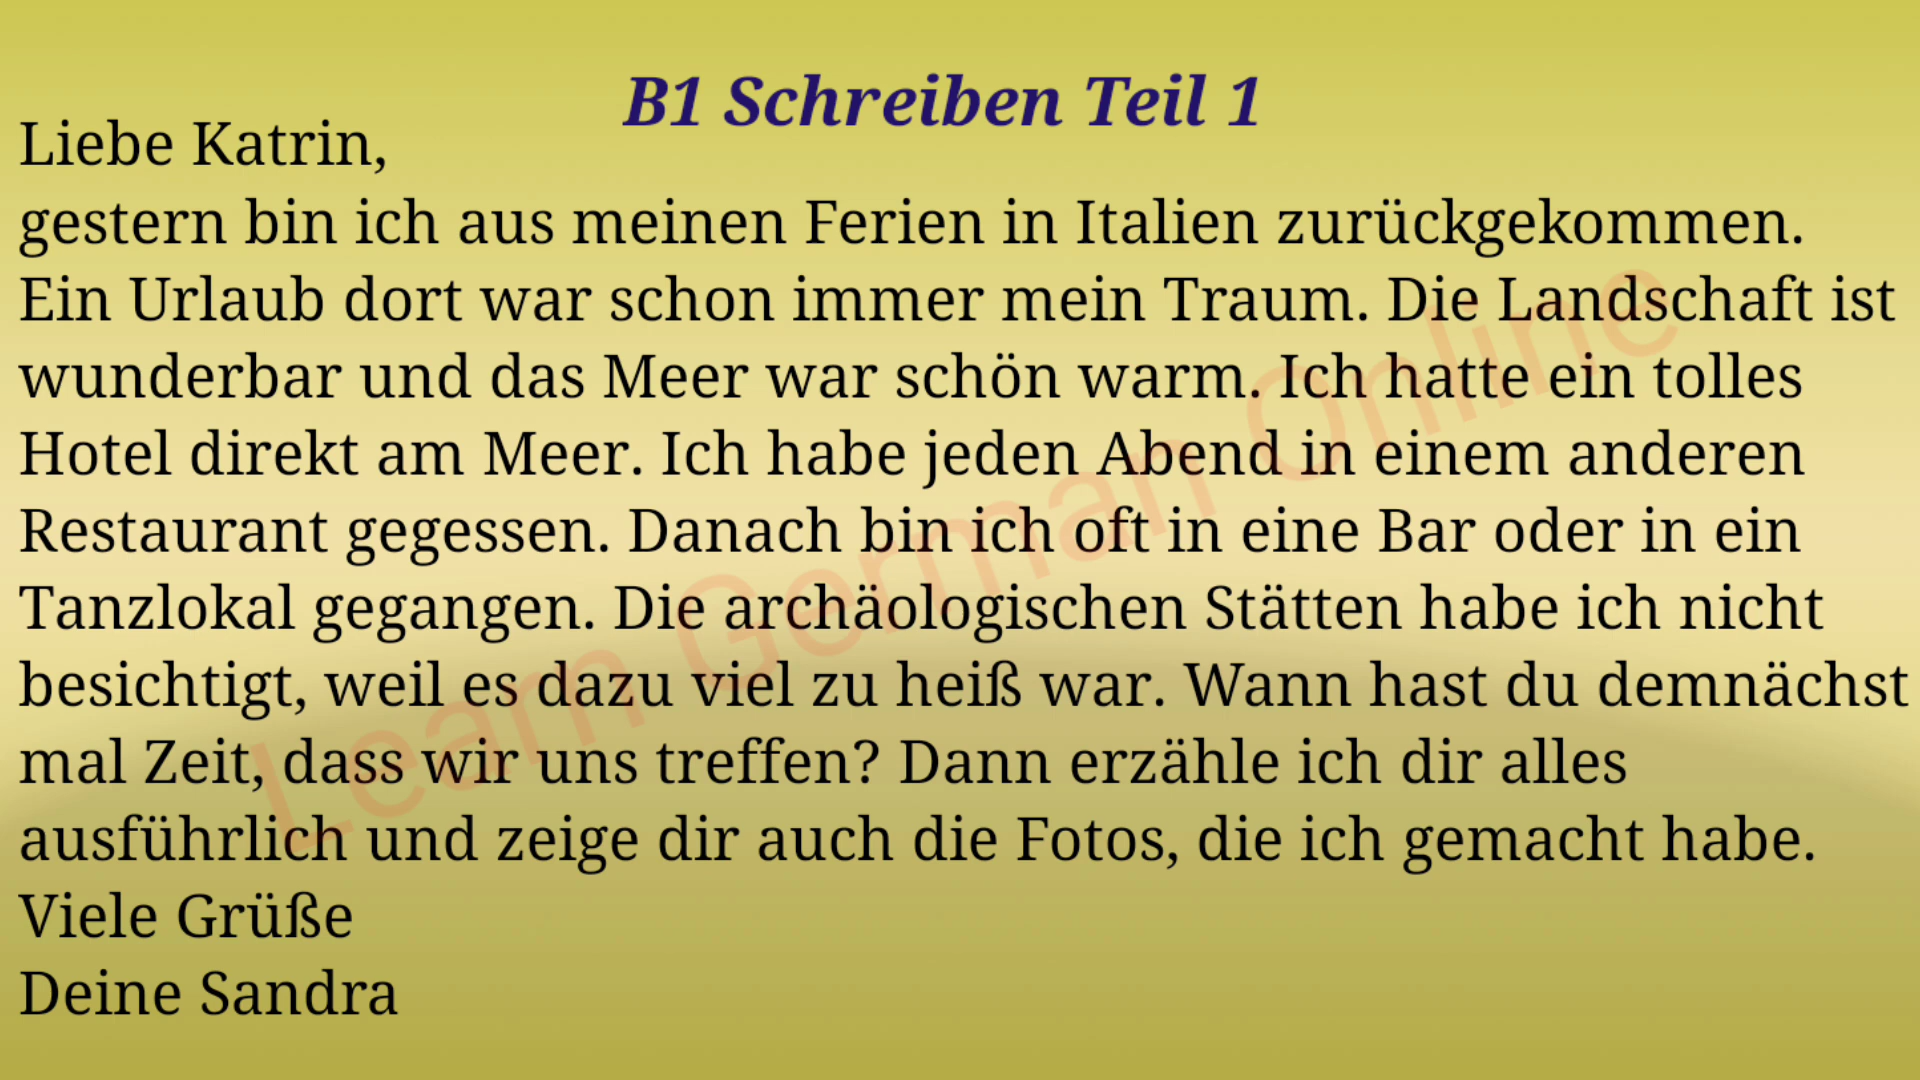 B1 Schreiben Teil 1
Liebe Katrin,
gestern bin ich aus meinen Ferien in Italien zurückgekommen.
Ein Urlaub dort war schon immer mein Traum. Die Landschaft ist
wunderbar und das Meer war schön warm. Ich hatte ein tolles
Hotel direkt am Meer. Ich habe jeden Abend in einem anderen
Restaurant gegessen. Danach bin ich oft in eine Bar oder in ein
Tanzlokal gegangen. Die archäologischen Stätten habe ich nicht
besichtigt, weil es dazu viel zu heiß war. Wann hast du demnächst
mal Zeit, dass wir uns treffen? Dann erzähle ich dir alles
ausführlich und zeige dir auch die Fotos, die ich gemacht habe.
Viele Grüße
Deine Sandra
Learn German Online